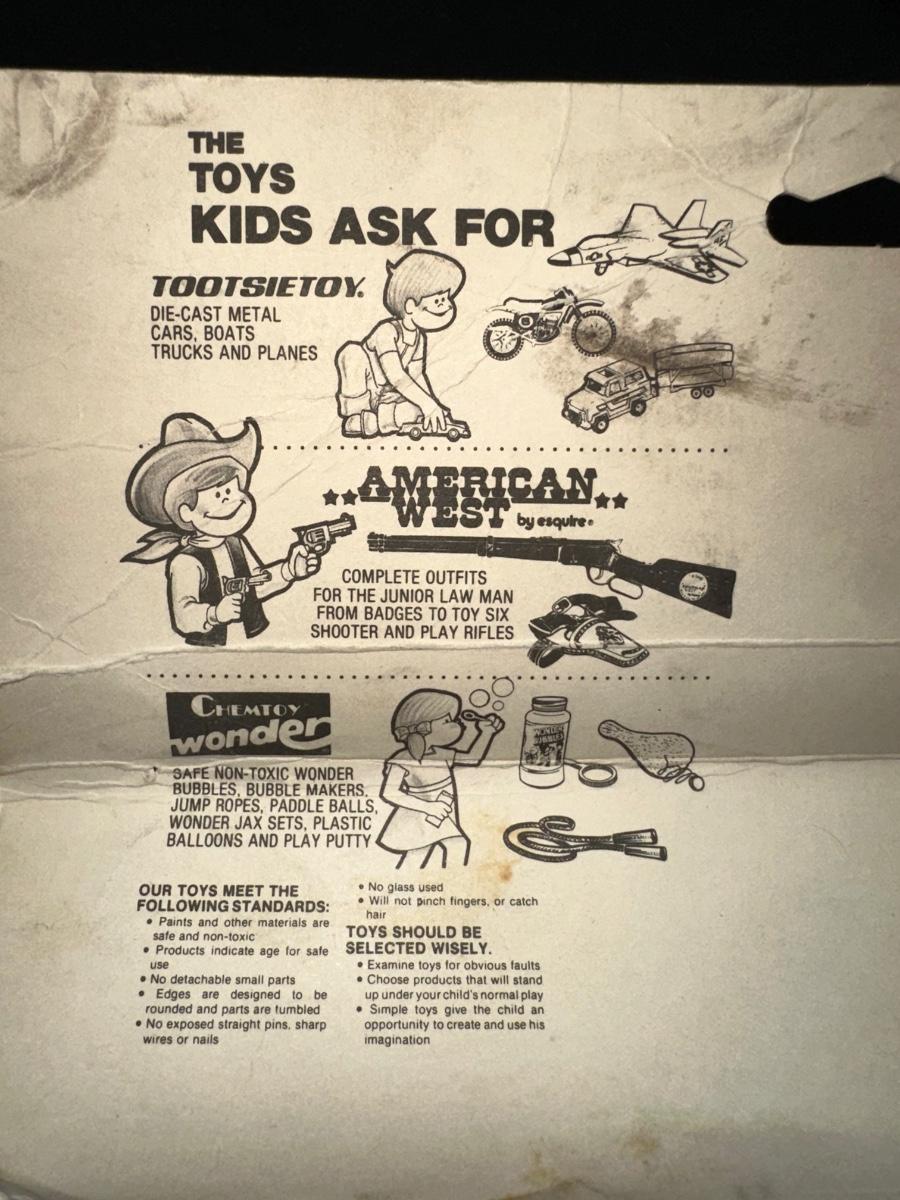 THE
TOYS
KIDS ASK FOR
TOOTSIETOY®
DIE-CAST METAL
CARS, BOATS
TRUCKS AND PLANES
AMERICAN
WEST by esquire®
COMPLETE OUTFITS
FOR THE JUNIOR LAW MAN
FROM BADGES TO TOY SIX
SHOOTER AND PLAY RIFLES
CHEMTOY
wonder
WONDER
BUBBLES
SAFE NON-TOXIC WONDER
BUBBLES, BUBBLE MAKERS,
JUMP ROPES, PADDLE BALLS,
WONDER JAX SETS, PLASTIC
BALLOONS AND PLAY PUTTY
OUR TOYS MEET THE
FOLLOWING STANDARDS:
• Paints and other materials are
safe and non-toxic
• Products indicate age for safe
use
• No detachable small parts
• Edges are designed to be
rounded and parts are tumbled
• No exposed straight pins, sharp
wires or nails
• No glass used
• Will not pinch fingers, or catch
hair
TOYS SHOULD BE
SELECTED WISELY.
• Examine toys for obvious faults
• Choose products that will stand
up under your child's normal play
• Simple toys give the child an
opportunity to create and use his
imagination